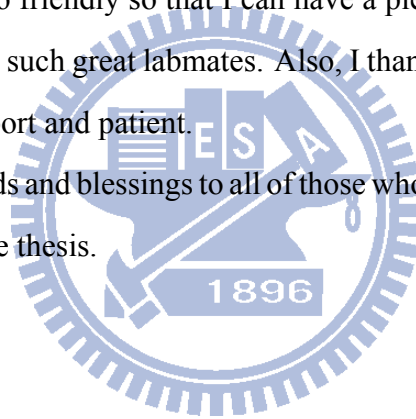 o friendly so that I can have a
such great labmates. Also, I than
ort and patient.
ds and blessings to all of those who
e thesis.
E S A
1896